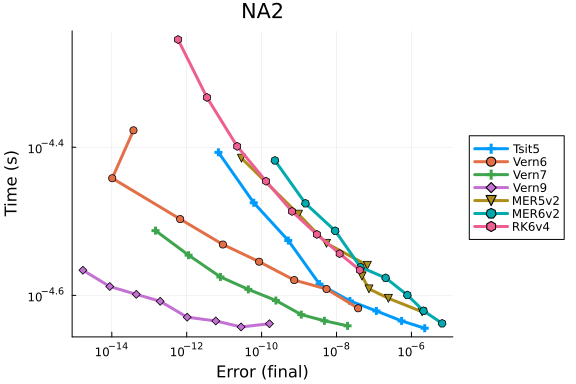 NA2
Time (s)
10^-4.4
10^-4.6
10^-14
10^-12
10^-10
10^-8
10^-6
Error (final)
Tsit5
Vern6
Vern7
Vern9
MER5v2
MER6v2
RK6v4